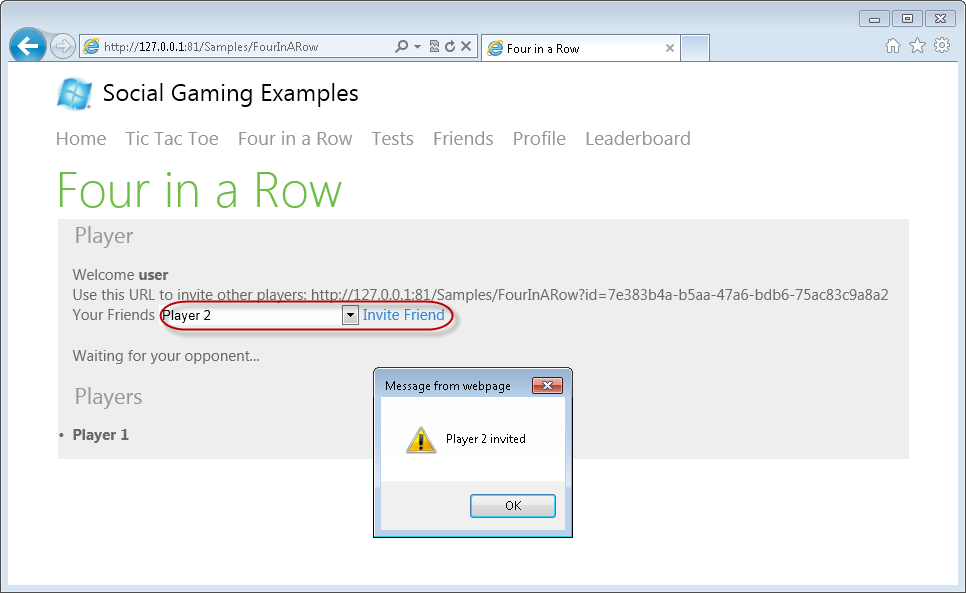 http://127.0.0.1:81/Samples/FourInARow
Four in a Row
Social Gaming Examples
Home Tic Tac Toe Four in a Row Tests Friends Profile Leaderboard
Four in a Row
Player
Welcome user
Use this URL to invite other players: http://127.0.0.1:81/Samples/FourInARow?id=7e383b4a-b5aa-47a6-bdb6-75ac83c9a8a2
Your Friends Player 2 Invite Friend
Waiting for your opponent...
Players
• Player 1
Message from webpage
Player 2 invited
OK